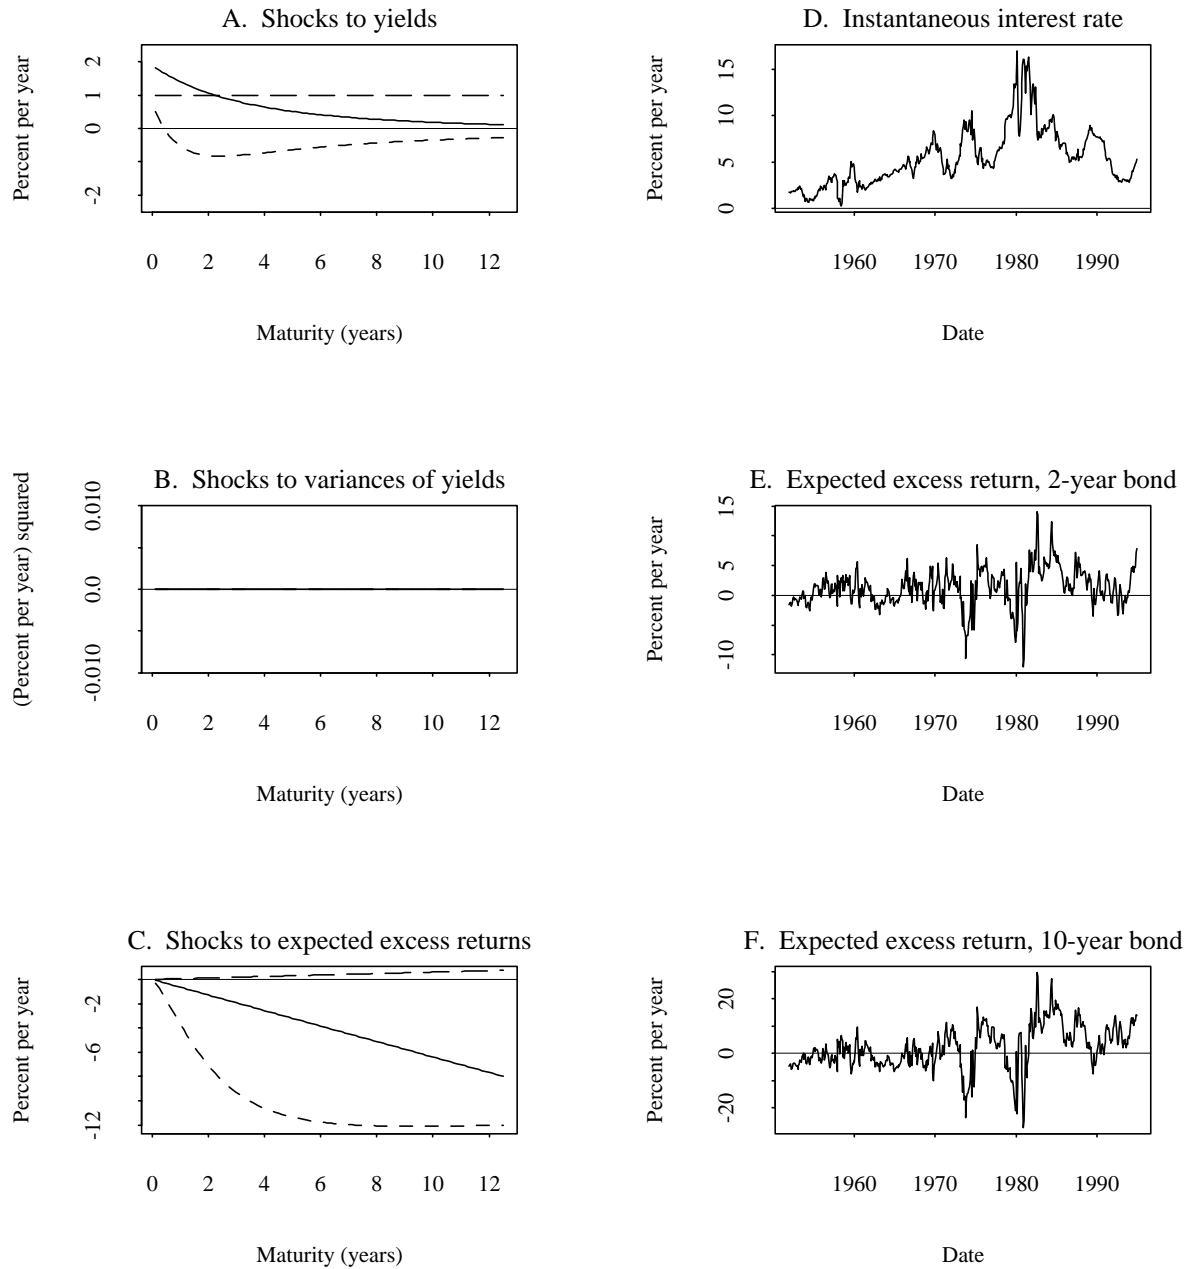 A. Shocks to yields
Percent per year
2
1
0
-2
0 2 4 6 8 10 12
Maturity (years)
D. Instantaneous interest rate
Percent per year
15
10
5
0
1960 1970 1980 1990
Date
B. Shocks to variances of yields
(Percent per year) squared
0.010
0.0
-0.010
0 2 4 6 8 10 12
Maturity (years)
E. Expected excess return, 2-year bond
Percent per year
15
5
0
-10
1960 1970 1980 1990
Date
C. Shocks to expected excess returns
Percent per year
-2
-6
-12
0 2 4 6 8 10 12
Maturity (years)
F. Expected excess return, 10-year bond
Percent per year
20
0
-20
1960 1970 1980 1990
Date